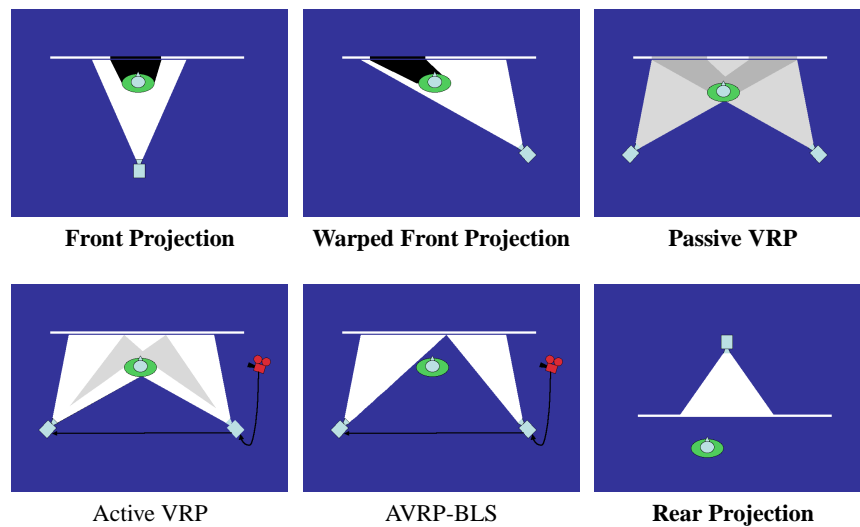 Front Projection
Warped Front Projection
Passive VRP
Active VRP
AVRP-BLS
Rear Projection